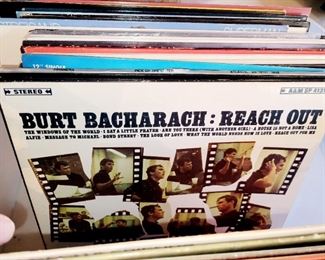 12" SINGLE
STEREO
A&M SP 4131
BURT BACHARACH : REACH OUT
THE WINDOWS OF THE WORLD · I SAY A LITTLE PRAYER · ARE YOU THERE (WITH ANOTHER GIRL) · A HOUSE IS NOT A HOME · LISA
ALFIE · MESSAGE TO MICHAEL · BOND STREET · THE LOOK OF LOVE · WHAT THE WORLD NEEDS NOW IS LOVE · REACH OUT FOR ME